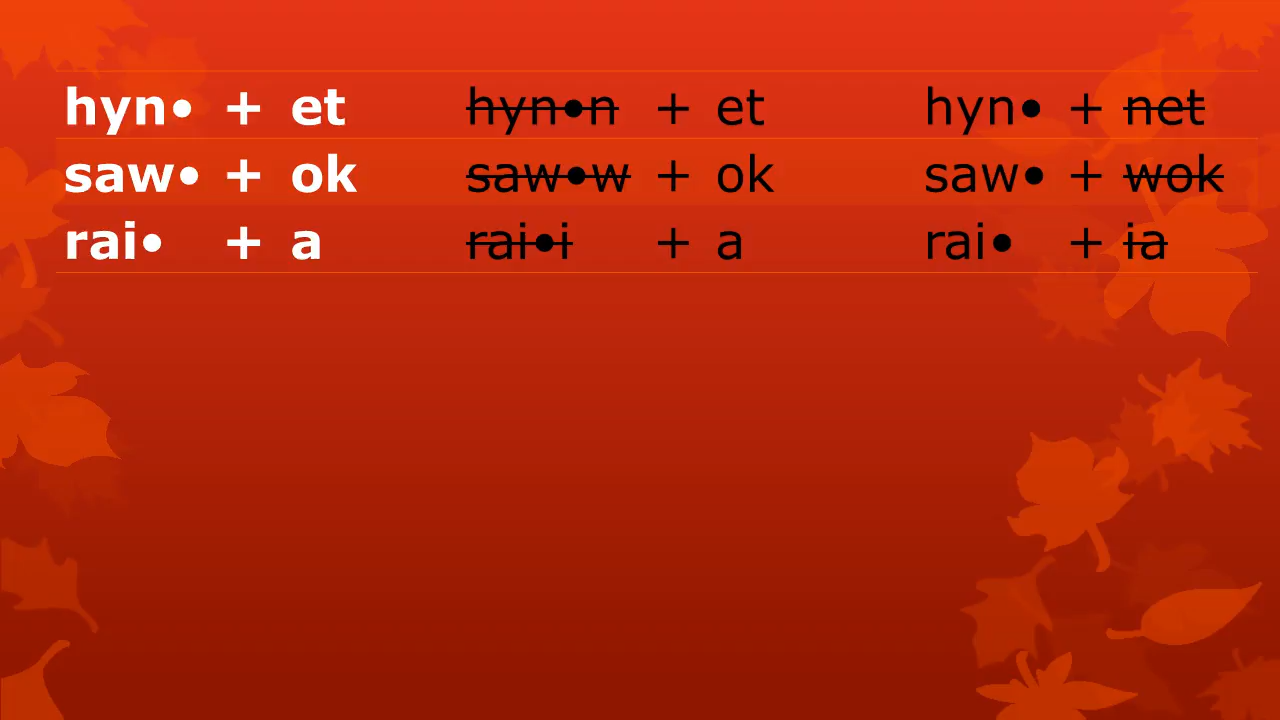 hyn• + et hyn•n + et hyn• + net
saw• + ok saw•w + ok saw• + wok
rai• + a rai•i + a rai• + ia